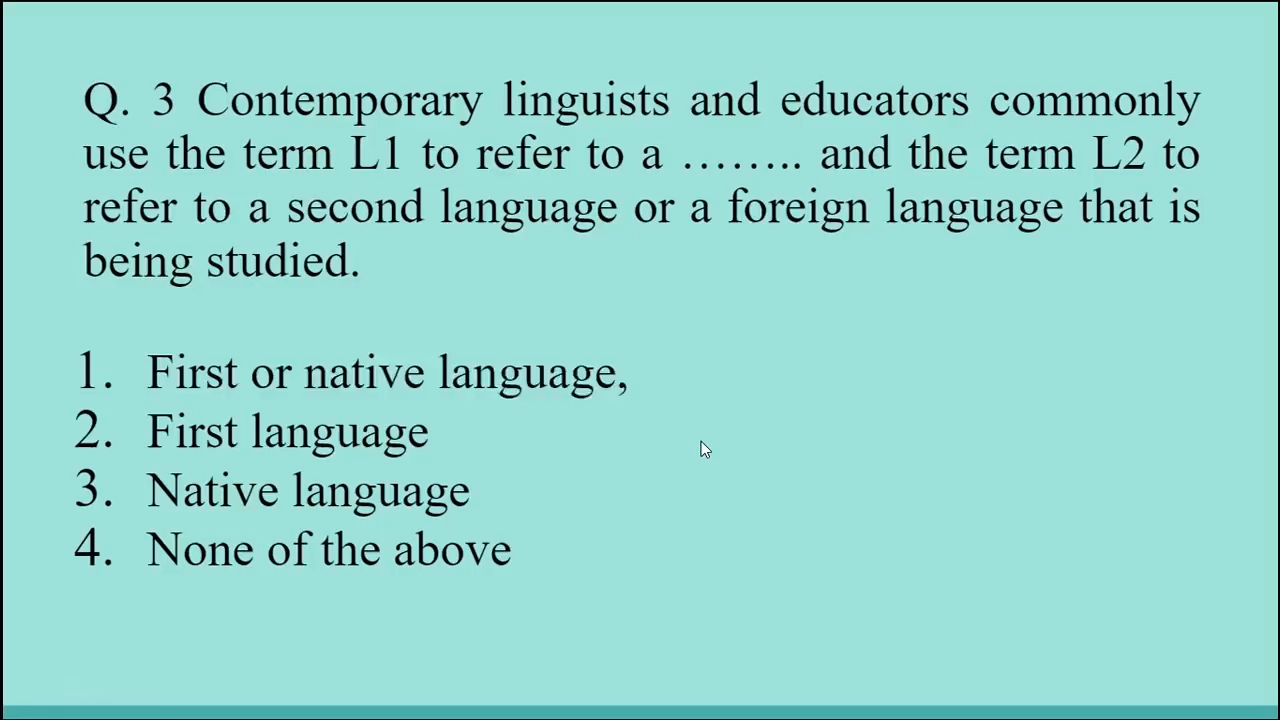 Q. 3 Contemporary linguists and educators commonly
use the term L1 to refer to a …….. and the term L2 to
refer to a second language or a foreign language that is
being studied.
1. First or native language,
2. First language
3. Native language
4. None of the above